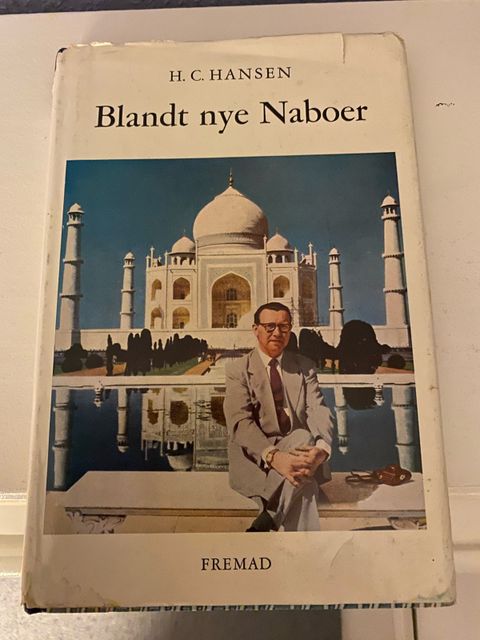 H. C. HANSEN
Blandt nye Naboer
FREMAD